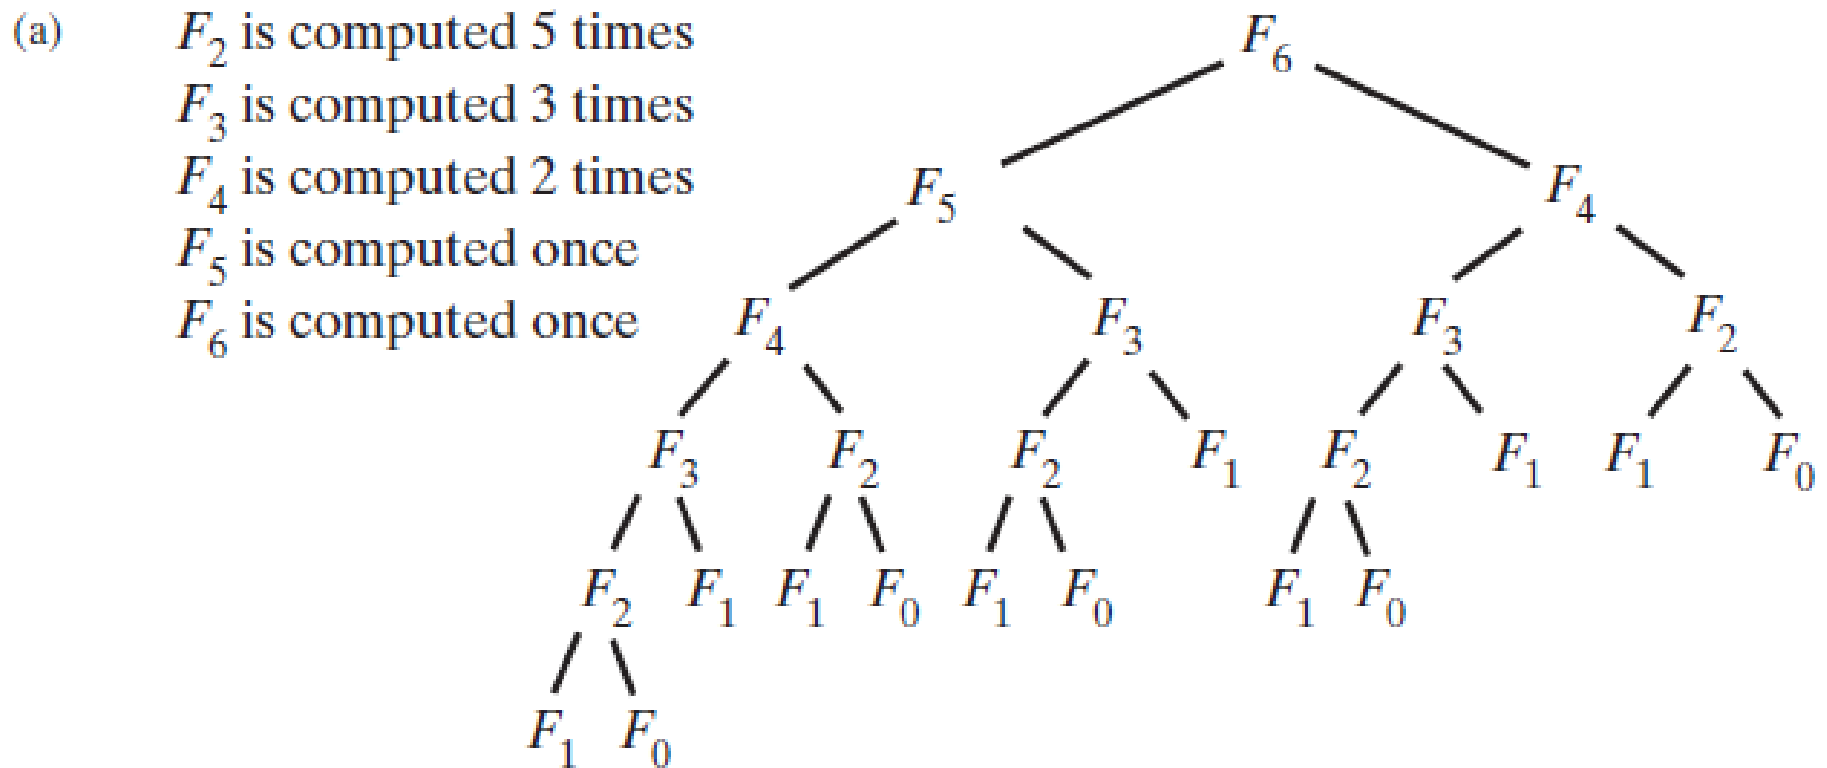 (a)
F₂ is computed 5 times
F₃ is computed 3 times
F₄ is computed 2 times
F₅ is computed once
F₆ is computed once
F₆
F₅ F₄
F₄ F₃ F₃ F₂
F₃ F₂ F₂ F₁ F₂ F₁ F₁ F₀
F₂ F₁ F₁ F₀ F₁ F₀ F₁ F₀
F₁ F₀